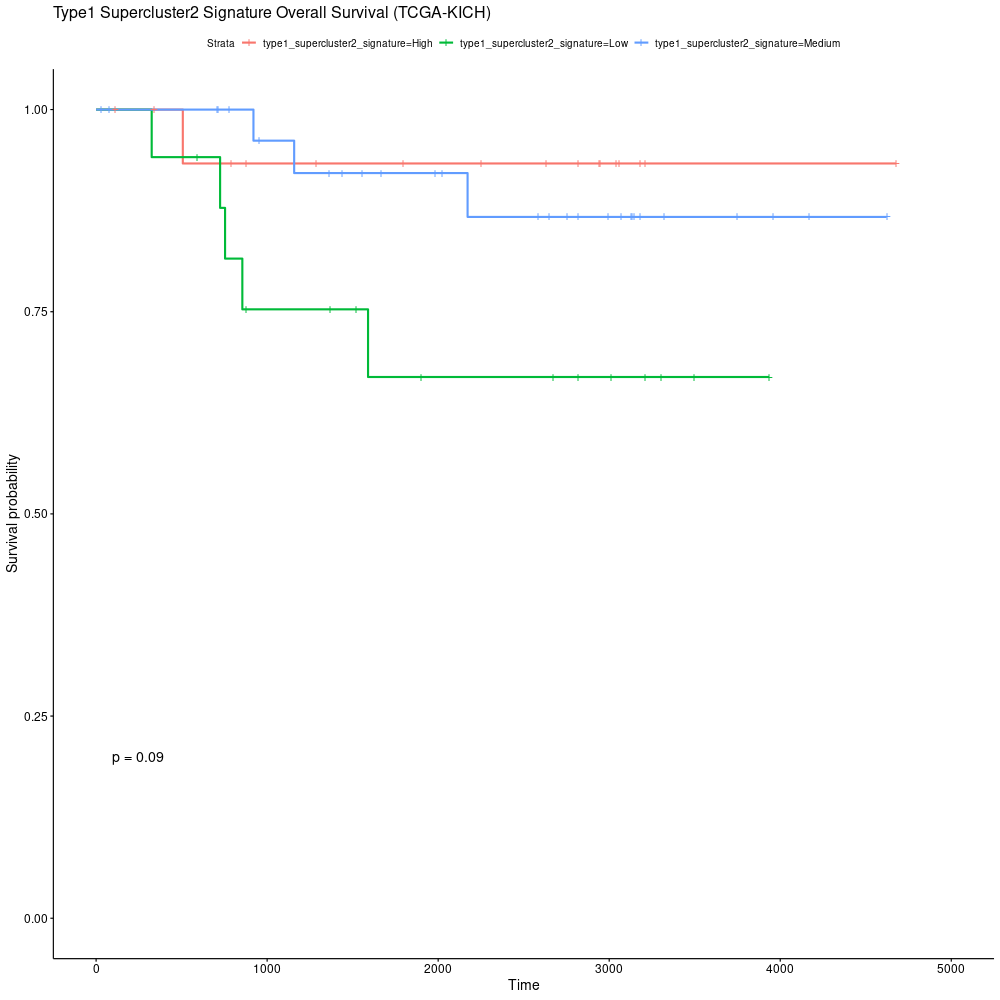 Type1 Supercluster2 Signature Overall Survival (TCGA-KICH)
Strata type1_supercluster2_signature=High type1_supercluster2_signature=Low type1_supercluster2_signature=Medium
Survival probability
1.00
0.75
0.50
0.25
0.00
p = 0.09
0 1000 2000 3000 4000 5000
Time